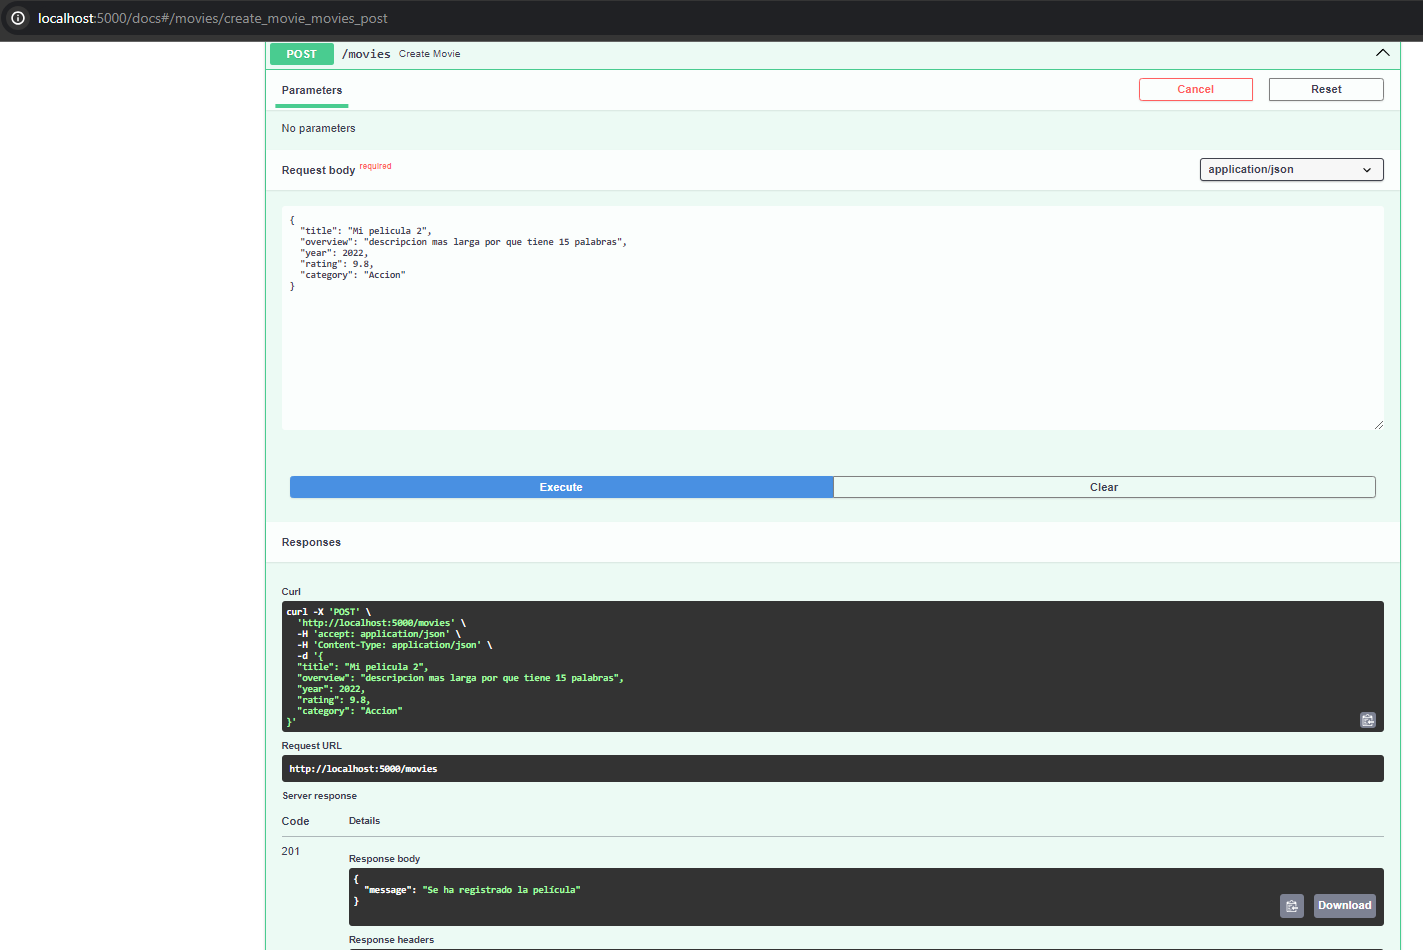 localhost:5000/docs#/movies/create_movie_movies_post
POST /movies Create Movie
Parameters
Cancel
Reset
No parameters
Request body required
application/json
{
  "title": "Mi pelicula 2",
  "overview": "descripcion mas larga por que tiene 15 palabras",
  "year": 2022,
  "rating": 9.8,
  "category": "Accion"
}
Execute
Clear
Responses
Curl
curl -X 'POST' \
  'http://localhost:5000/movies' \
  -H 'accept: application/json' \
  -H 'Content-Type: application/json' \
  -d '{
  "title": "Mi pelicula 2",
  "overview": "descripcion mas larga por que tiene 15 palabras",
  "year": 2022,
  "rating": 9.8,
  "category": "Accion"
}'
Request URL
http://localhost:5000/movies
Server response
Code Details
201
Response body
{
  "message": "Se ha registrado la película"
}
Download
Response headers